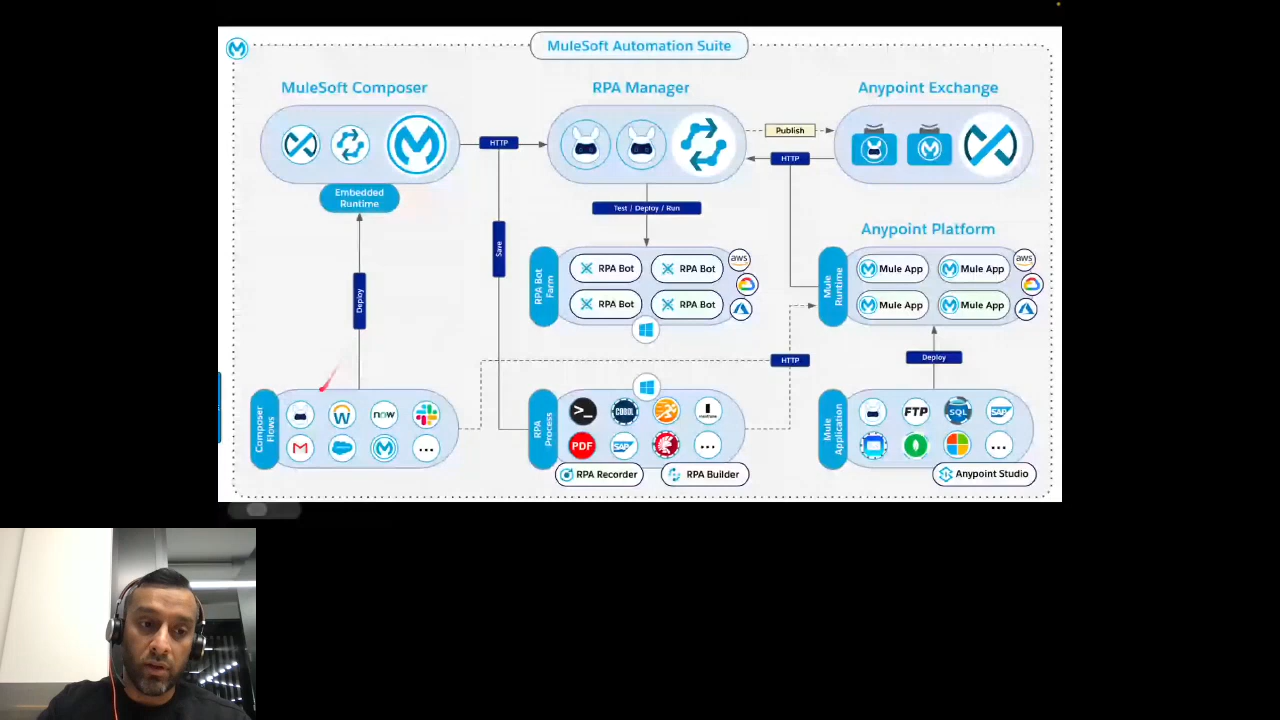 MuleSoft Automation Suite
MuleSoft Composer
RPA Manager
Anypoint Exchange
HTTP
Publish
HTTP
Embedded
Runtime
Test / Deploy / Run
Save
Deploy
Anypoint Platform
RPA Bot
Farm
RPA Bot
RPA Bot
RPA Bot
RPA Bot
aws
Mule
Runtime
Mule App
Mule App
Mule App
Mule App
aws
HTTP
Deploy
Composer
Flows
W
now
M
...
RPA
Process
>_
COBOL
mainframe
PDF
SAP
...
RPA Recorder
RPA Builder
Mule
Application
FTP
SQL
SAP
...
Anypoint Studio